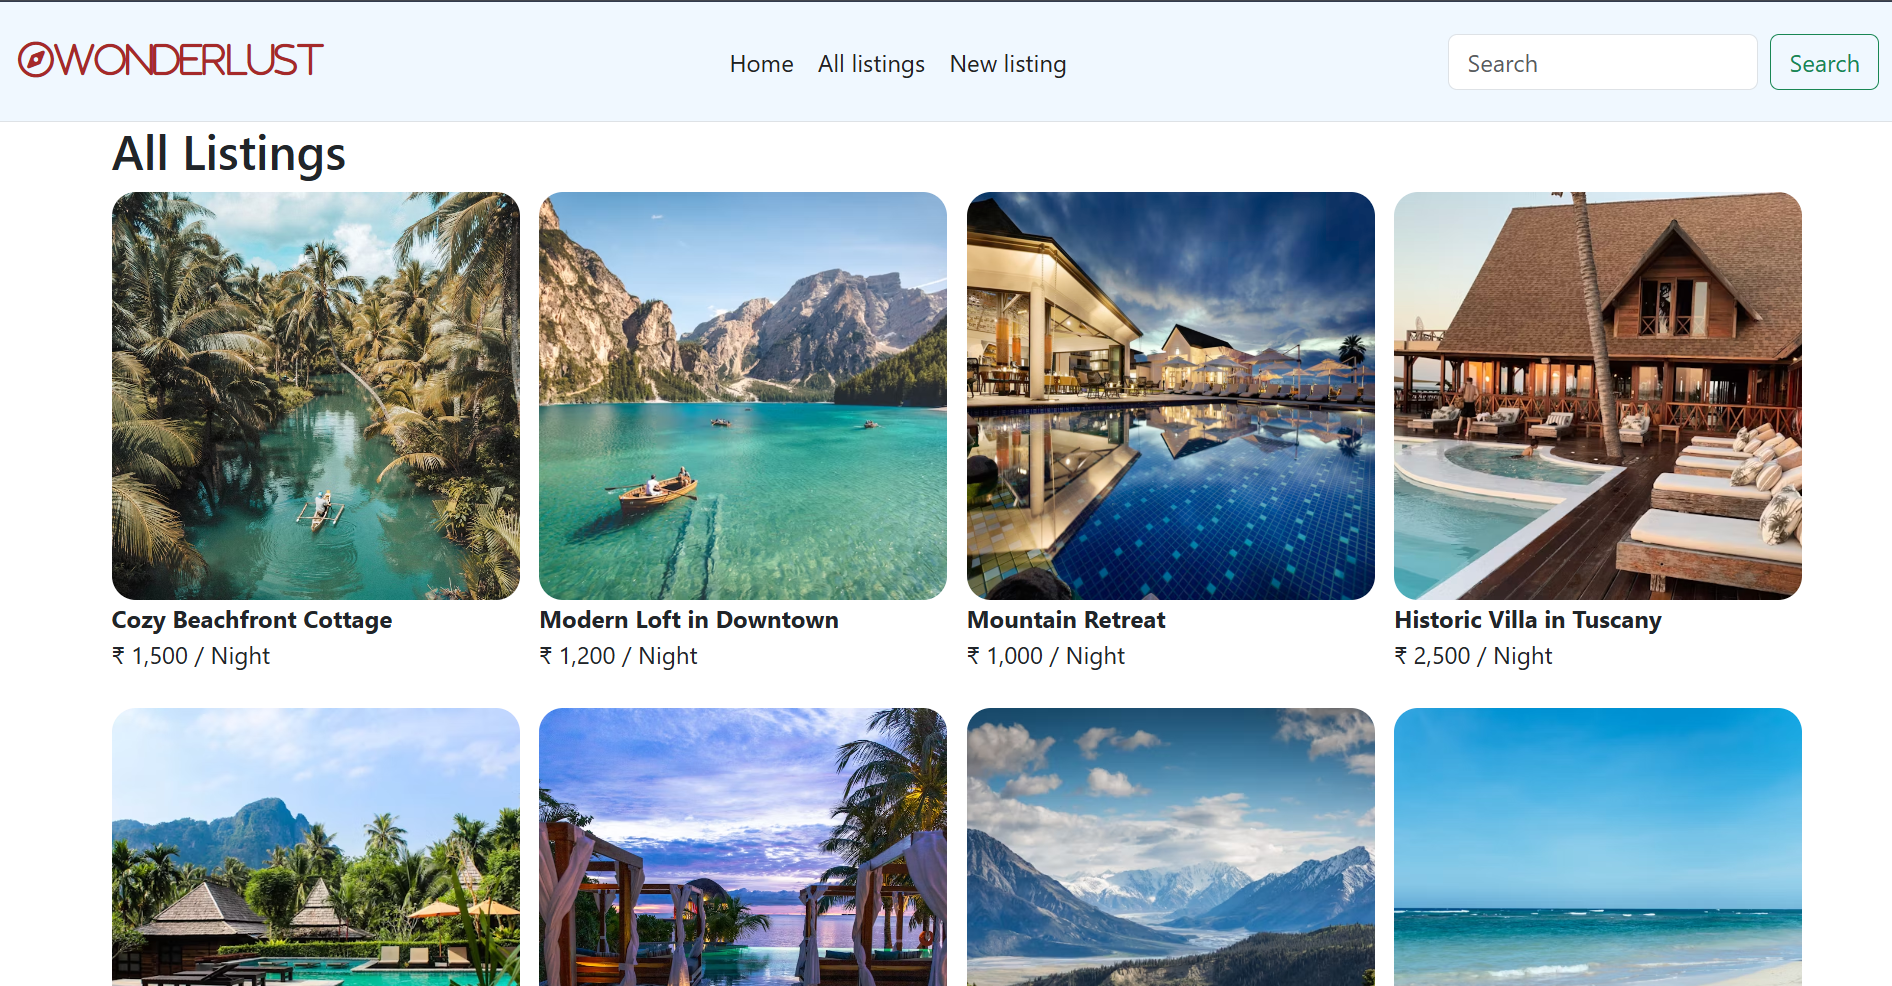 WONDERLUST
Home All listings New listing
Search Search
All Listings
Cozy Beachfront Cottage
₹ 1,500 / Night
Modern Loft in Downtown
₹ 1,200 / Night
Mountain Retreat
₹ 1,000 / Night
Historic Villa in Tuscany
₹ 2,500 / Night